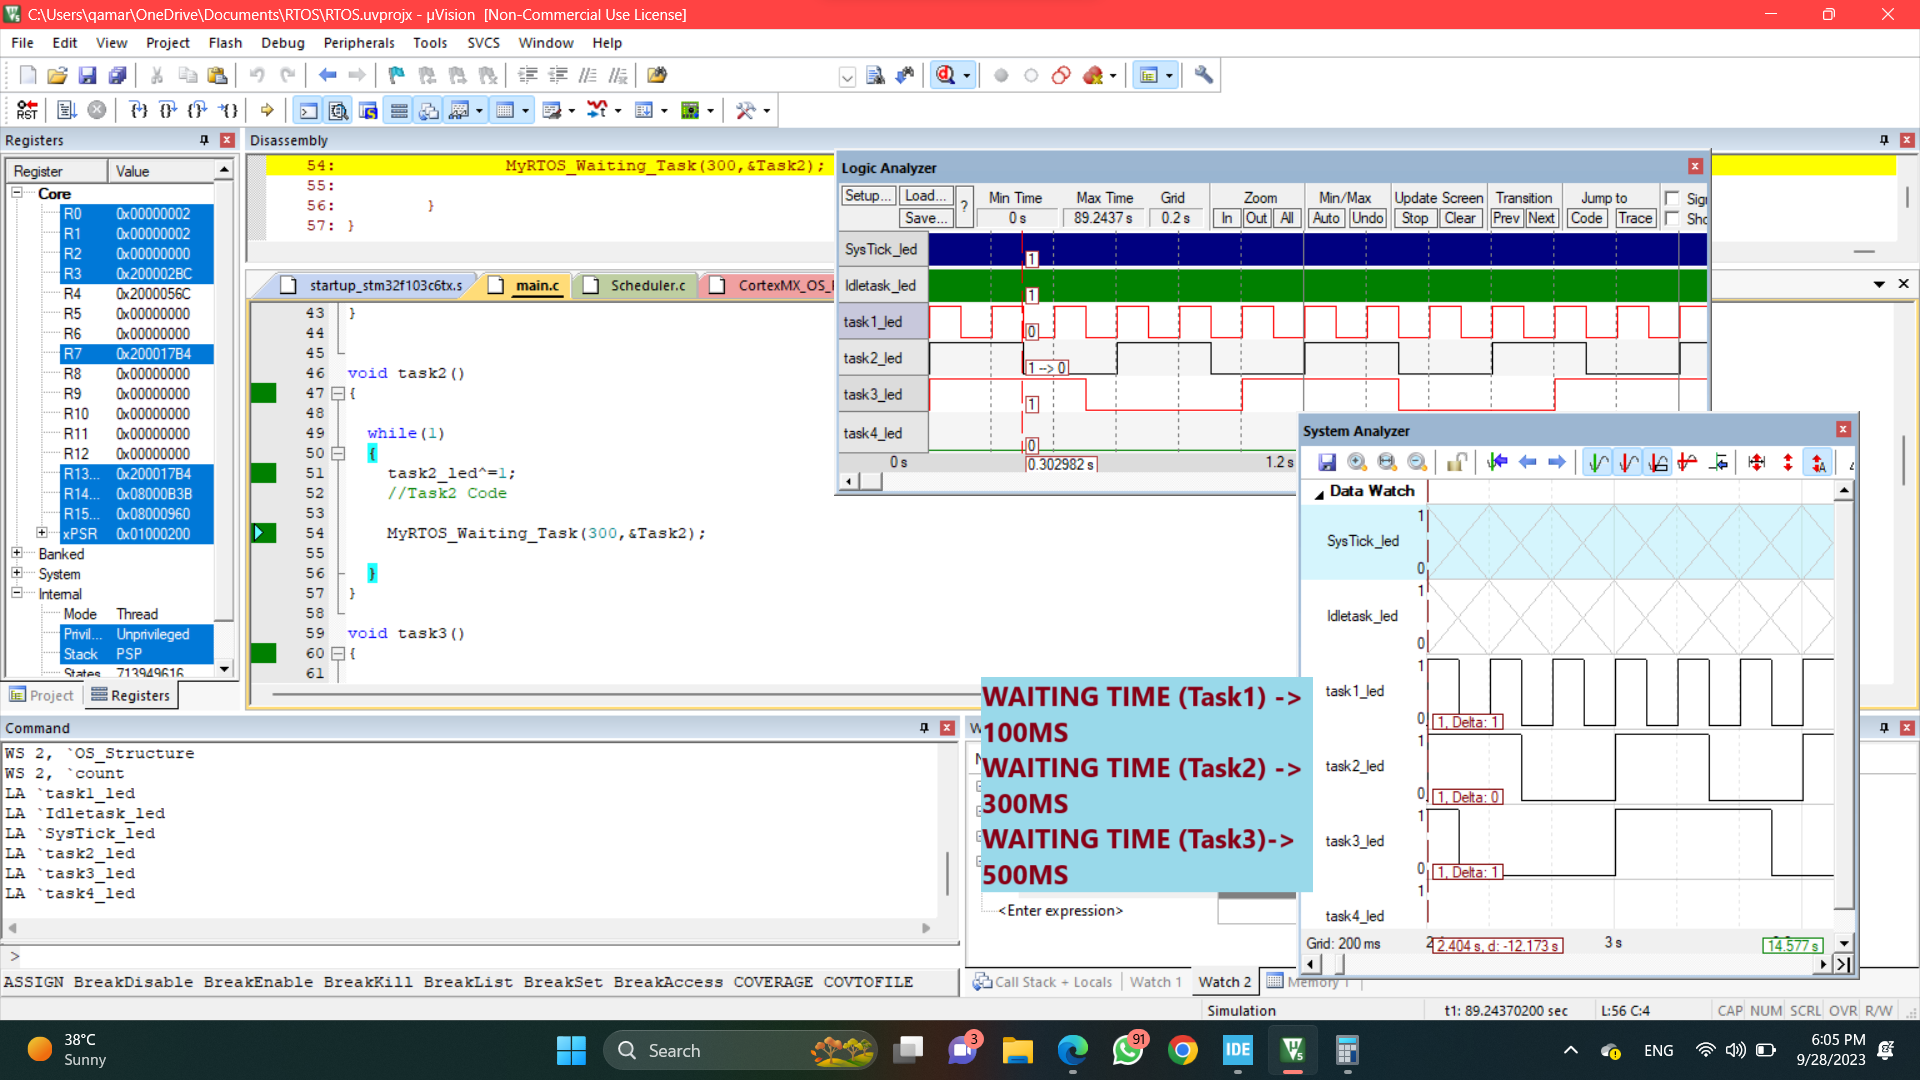 C:\Users\qamar\OneDrive\Documents\RTOS\RTOS.uvprojx - µVision  [Non-Commercial Use License]
File Edit View Project Flash Debug Peripherals Tools SVCS Window Help
RST
Registers
Register Value
Core
R0 0x00000002
R1 0x00000002
R2 0x00000000
R3 0x200002BC
R4 0x2000056C
R5 0x00000000
R6 0x00000000
R7 0x200017B4
R8 0x00000000
R9 0x00000000
R10 0x00000000
R11 0x00000000
R12 0x00000000
R13... 0x200017B4
R14... 0x08000B3B
R15... 0x08000960
xPSR 0x01000200
Banked
System
Internal
Mode Thread
Privil... Unprivileged
Stack PSP
States 713949616
Project Registers
Disassembly
54: MyRTOS_Waiting_Task(300,&Task2);
55:
56: }
57: }
startup_stm32f103c6tx.s main.c Scheduler.c CortexMX_OS_
43 }
44
45
46 void task2()
47 {
48
49 while(1)
50 {
51 task2_led^=1;
52 //Task2 Code
53
54 MyRTOS_Waiting_Task(300,&Task2);
55
56 }
57 }
58
59 void task3()
60 {
61
Logic Analyzer
Setup... Load... Save... ?
Min Time Max Time Grid Zoom Min/Max Update Screen Transition Jump to
0 s 89.2437 s 0.2 s In Out All Auto Undo Stop Clear Prev Next Code Trace
SysTick_led 1
Idletask_led 1
task1_led 0
task2_led 1 --> 0
task3_led 1
task4_led 0
0 s 0.302982 s 1.2 s
System Analyzer
Data Watch
1
SysTick_led
0
1
Idletask_led
0
1
task1_led
0 1, Delta: 1
1
task2_led
0 1, Delta: 0
1
task3_led
0 1, Delta: 1
1
task4_led
Grid: 200 ms 2.404 s, d: -12.173 s 3 s 14.577 s
WAITING TIME (Task1) ->
100MS
WAITING TIME (Task2) ->
300MS
WAITING TIME (Task3)->
500MS
Command
WS 2, `OS_Structure
WS 2, `count
LA `task1_led
LA `Idletask_led
LA `SysTick_led
LA `task2_led
LA `task3_led
LA `task4_led
>
ASSIGN BreakDisable BreakEnable BreakKill BreakList BreakSet BreakAccess COVERAGE COVTOFILE
<Enter expression>
Call Stack + Locals Watch 1 Watch 2 Memory 1
Simulation t1: 89.24370200 sec L:56 C:4 CAP NUM SCRL OVR R/W
38°C
Sunny
Search
3
91
IDE
ENG
6:05 PM
9/28/2023